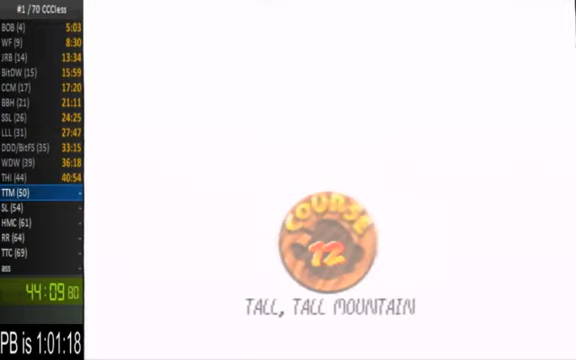 #1 / 70 CCCless
BOB (4) 5:03
WF (9) 8:30
JRB (14) 13:34
BitDW (15) 15:59
CCM (17) 17:20
BBH (21) 21:11
SSL (26) 24:25
LLL (31) 27:47
DDD/BitFS (35) 33:15
WDW (39) 36:18
THI (44) 40:54
TTM (50) -
SL (54) -
HMC (61) -
RR (64) -
TTC (69) -
ass -
44:09.80
PB is 1:01:18
COURSE
12
TALL, TALL MOUNTAIN